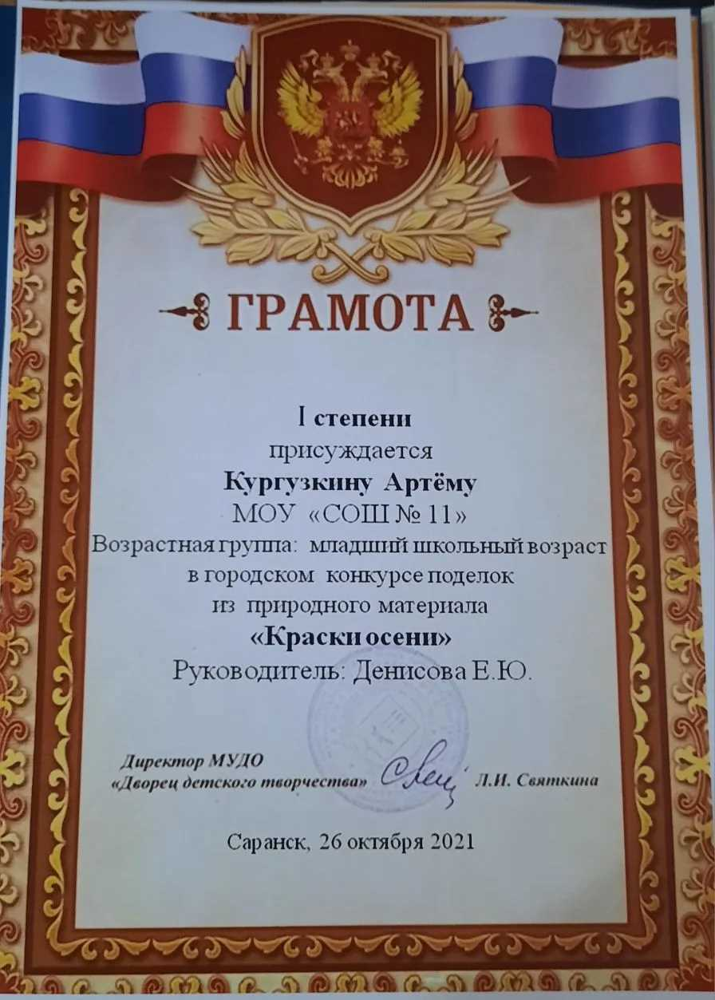 ГРАМОТА
I степени
присуждается
Кургузкину Артёму
МОУ «СОШ № 11»
Возрастная группа: младший школьный возраст
в городском конкурсе поделок
из природного материала
«Краски осени»
Руководитель: Денисова Е.Ю.
Директор МУДО
«Дворец детского творчества» Л.И. Святкина
Саранск, 26 октября 2021